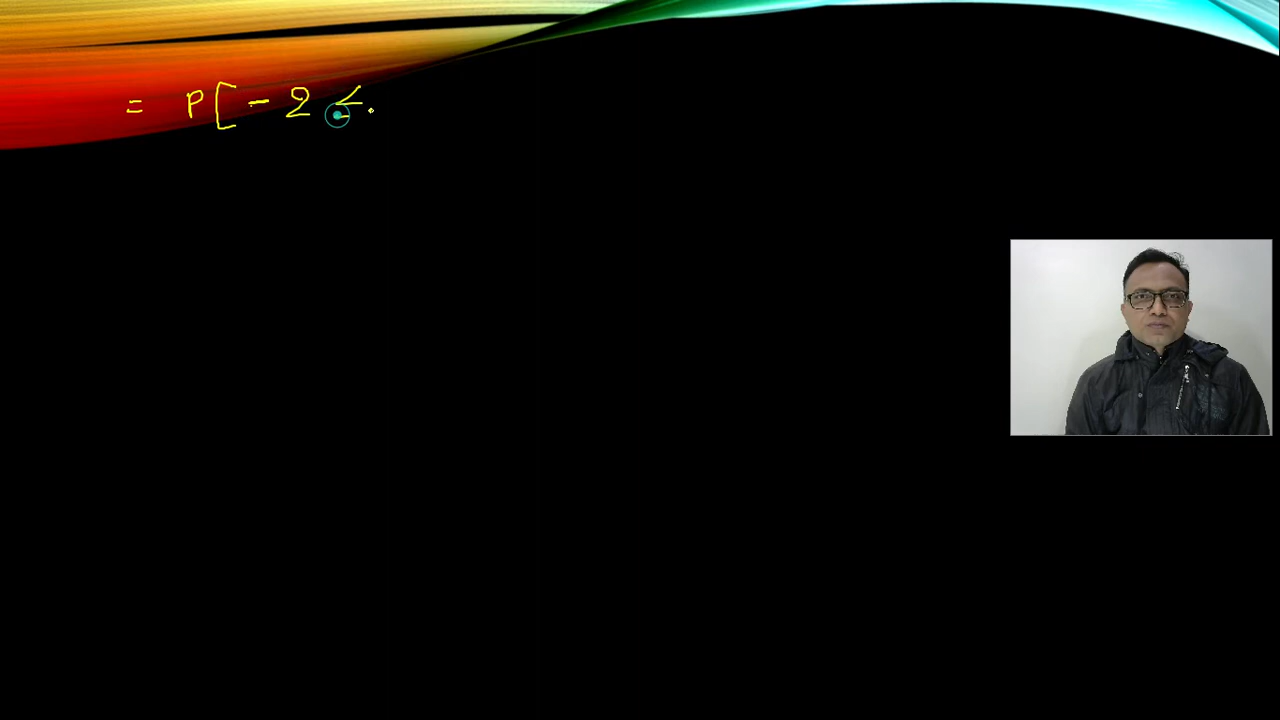 = P[ - 2 ≤